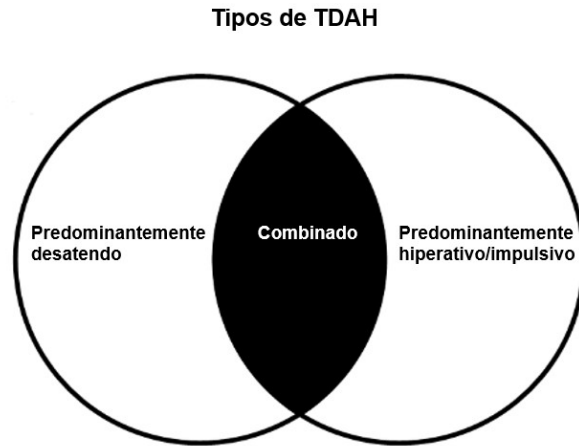 Tipos de TDAH
Predominantemente
desatendo
Combinado
Predominantemente
hiperativo/impulsivo